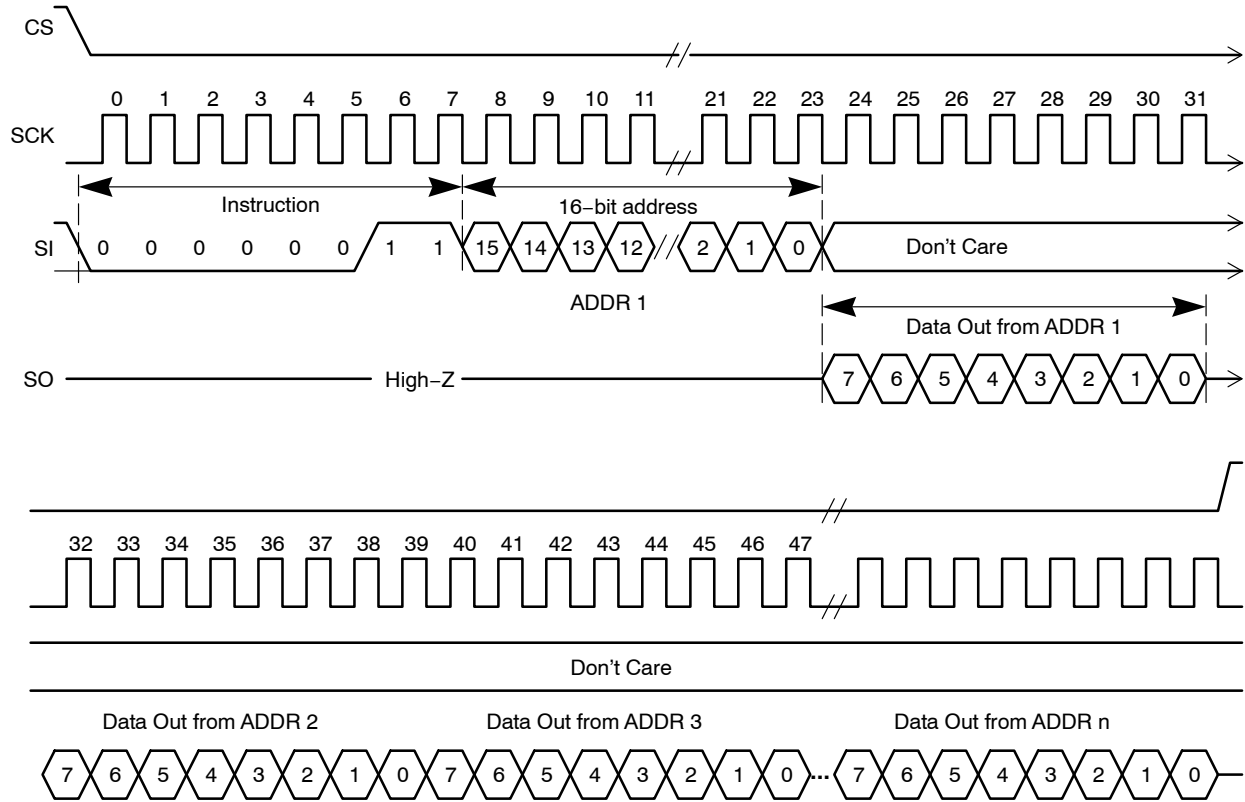 CS
0 1 2 3 4 5 6 7 8 9 10 11 21 22 23 24 25 26 27 28 29 30 31
SCK
Instruction
16−bit address
SI 0 0 0 0 0 0 1 1 15 14 13 12 2 1 0 Don't Care
ADDR 1
Data Out from ADDR 1
SO High−Z 7 6 5 4 3 2 1 0
32 33 34 35 36 37 38 39 40 41 42 43 44 45 46 47
Don't Care
Data Out from ADDR 2 Data Out from ADDR 3 Data Out from ADDR n
7 6 5 4 3 2 1 0 7 6 5 4 3 2 1 0 ... 7 6 5 4 3 2 1 0